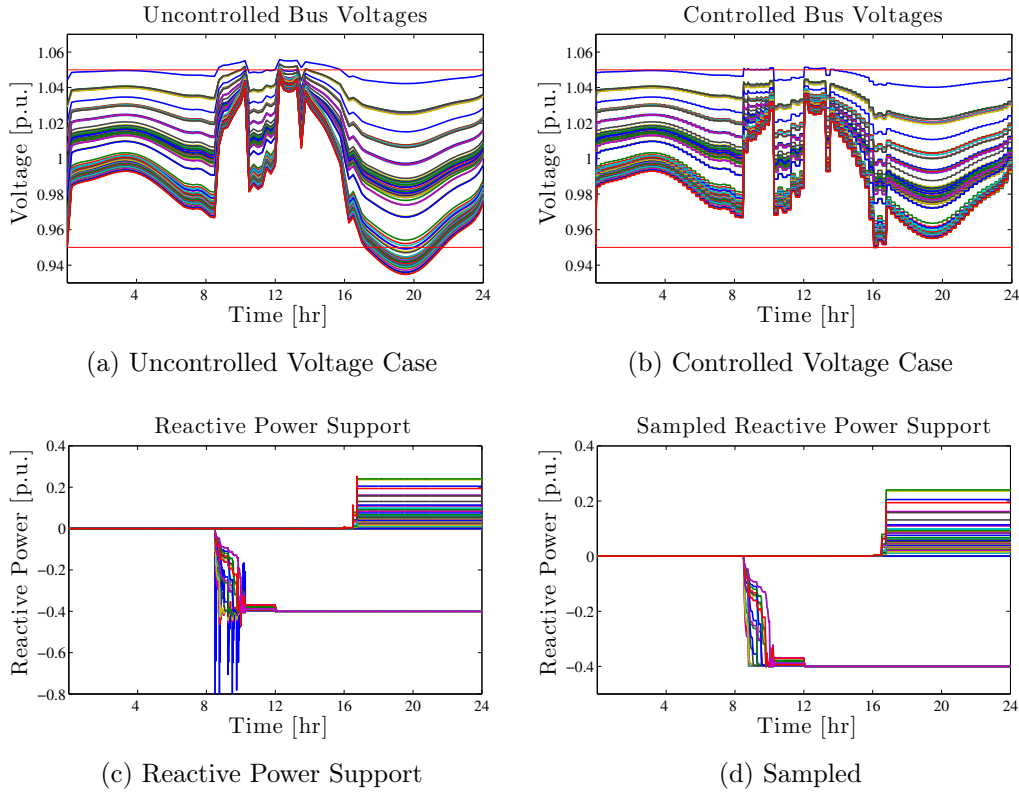 Uncontrolled Bus Voltages
Voltage [p.u.]
1.06
1.04
1.02
1
0.98
0.96
0.94
4 8 12 16 20 24
Time [hr]
(a) Uncontrolled Voltage Case
Controlled Bus Voltages
Voltage [p.u.]
1.06
1.04
1.02
1
0.98
0.96
0.94
4 8 12 16 20 24
Time [hr]
(b) Controlled Voltage Case
Reactive Power Support
Reactive Power [p.u.]
0.4
0.2
0
−0.2
−0.4
−0.6
−0.8
4 8 12 16 20 24
Time [hr]
(c) Reactive Power Support
Sampled Reactive Power Support
Reactive Power [p.u.]
0.4
0.2
0
−0.2
−0.4
4 8 12 16 20 24
Time [hr]
(d) Sampled